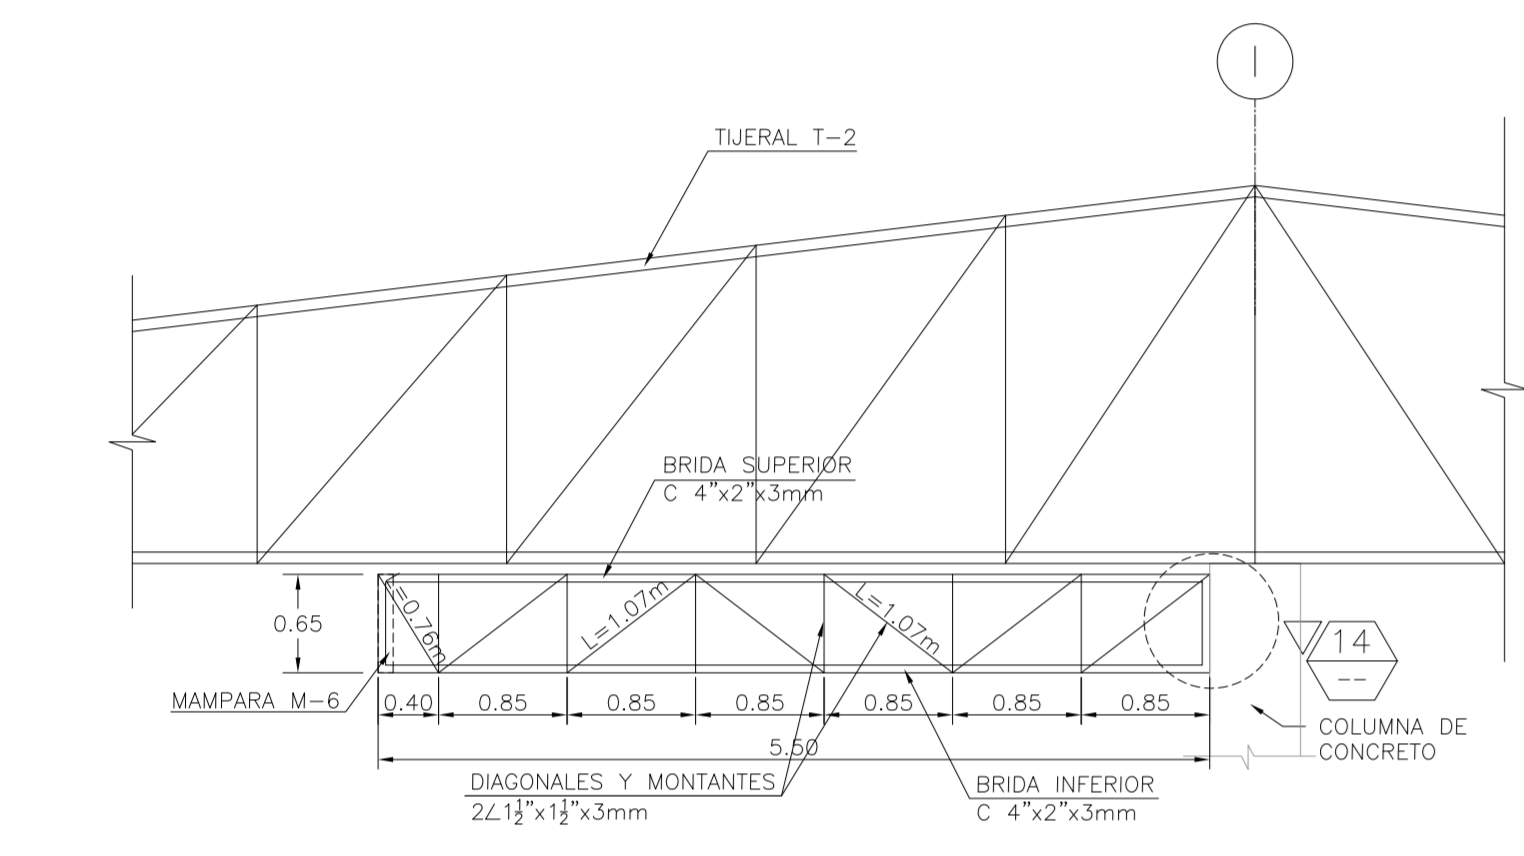 I
TIJERAL T-2
BRIDA SUPERIOR
C 4"x2"x3mm
L=0.76m
L=1.07m
L=1.07m
0.65
14
--
MAMPARA M-6
0.40 0.85 0.85 0.85 0.85 0.85 0.85
COLUMNA DE
CONCRETO
5.50
DIAGONALES Y MONTANTES
2∠1½"x1½"x3mm
BRIDA INFERIOR
C 4"x2"x3mm